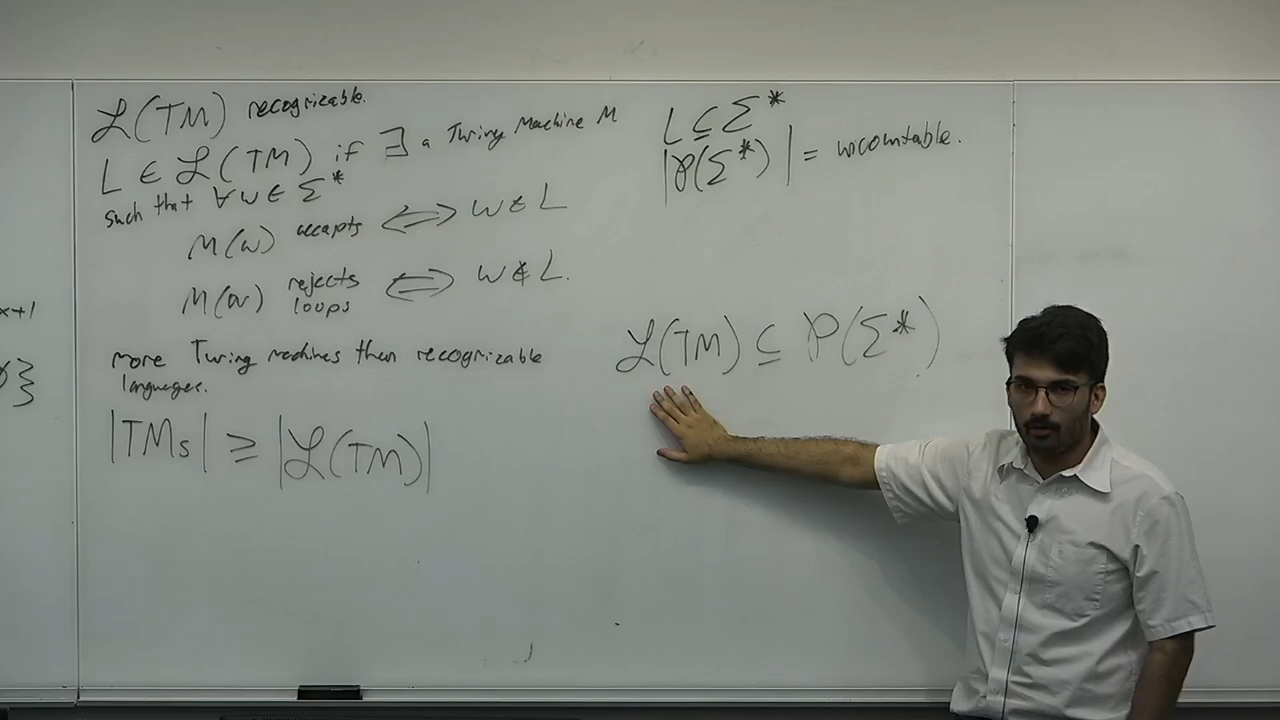 x+1
}
ℒ(TM) recognizable.
L ∈ ℒ(TM) if ∃ a Turing Machine M
such that ∀w ∈ Σ*
M(w) accepts ⟺ w ∈ L
M(w) rejects loops ⟺ w ∉ L.
more Turing machines then recognizable
languages.
|TMs| ≥ |ℒ(TM)|
L ⊆ Σ*
|P(Σ*)| = uncountable.
ℒ(TM) ⊆ P(Σ*)